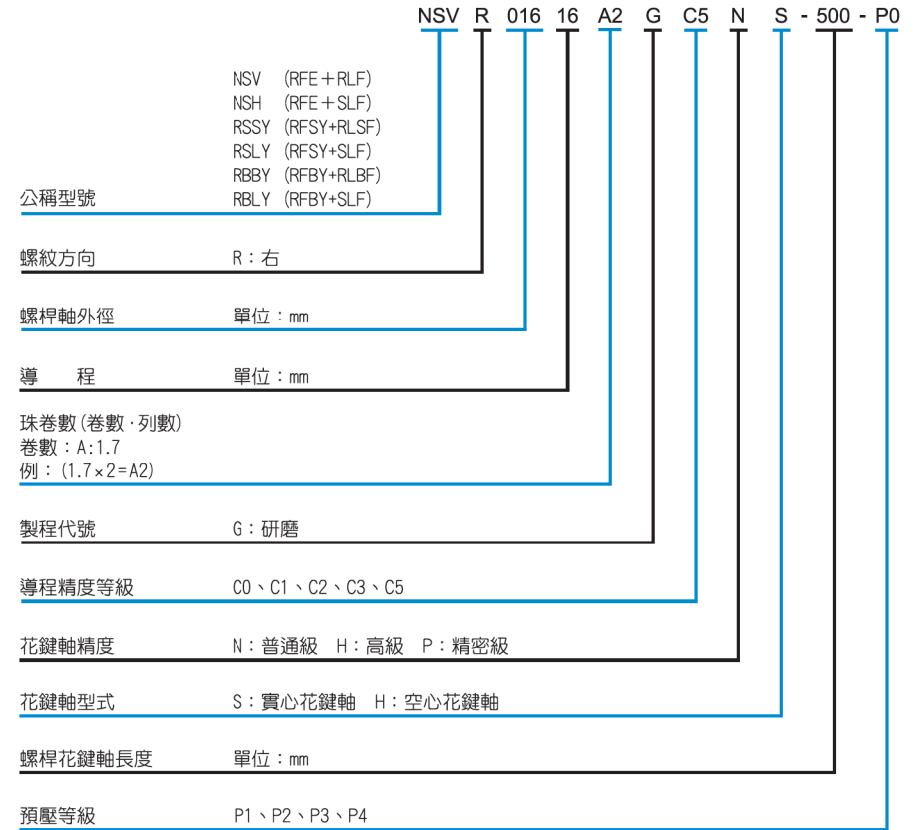 NSV R 016 16 A2 G C5 N S - 500 - P0
NSV (RFE+RLF)
NSH (RFE+SLF)
RSSY (RFSY+RLSF)
RSLY (RFSY+SLF)
RBBY (RFBY+RLBF)
公稱型號 RBLY (RFBY+SLF)
螺紋方向 R：右
螺桿軸外徑 單位：mm
導 程 單位：mm
珠卷數(卷數·列數)
卷數：A:1.7
例：(1.7×2=A2)
製程代號 G：研磨
導程精度等級 C0、C1、C2、C3、C5
花鍵軸精度 N：普通級 H：高級 P：精密級
花鍵軸型式 S：實心花鍵軸 H：空心花鍵軸
螺桿花鍵軸長度 單位：mm
預壓等級 P1、P2、P3、P4